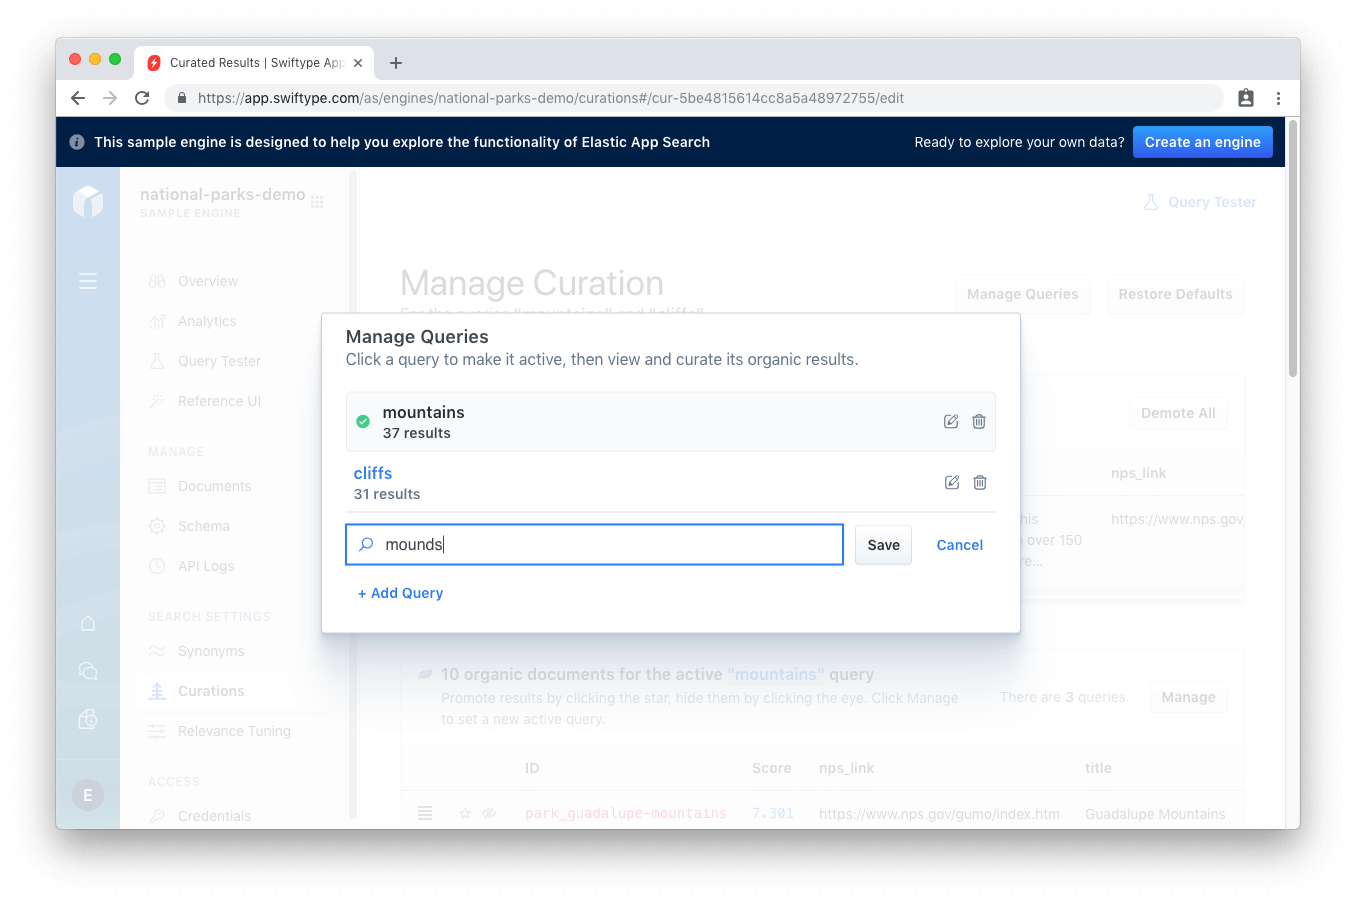 Curated Results | Swiftype App
https://app.swiftype.com/as/engines/national-parks-demo/curations#/cur-5be4815614cc8a5a48972755/edit
This sample engine is designed to help you explore the functionality of Elastic App Search
Ready to explore your own data?
Create an engine
national-parks-demo
SAMPLE ENGINE
Query Tester
Overview
Analytics
Query Tester
Reference UI
MANAGE
Documents
Schema
API Logs
SEARCH SETTINGS
Synonyms
Curations
Relevance Tuning
ACCESS
Credentials
E
Manage Curation
For the queries "mountains" and "cliffs"
Manage Queries
Restore Defaults
Manage Queries
Click a query to make it active, then view and curate its organic results.
mountains
37 results
cliffs
31 results
mounds
Save
Cancel
+ Add Query
Demote All
nps_link
his
https://www.nps.gov
over 150
re...
10 organic documents for the active "mountains" query
Promote results by clicking the star, hide them by clicking the eye. Click Manage
to set a new active query.
There are 3 queries.
Manage
ID Score nps_link title
park_guadalupe-mountains 7.301 https://www.nps.gov/gumo/index.htm Guadalupe Mountains